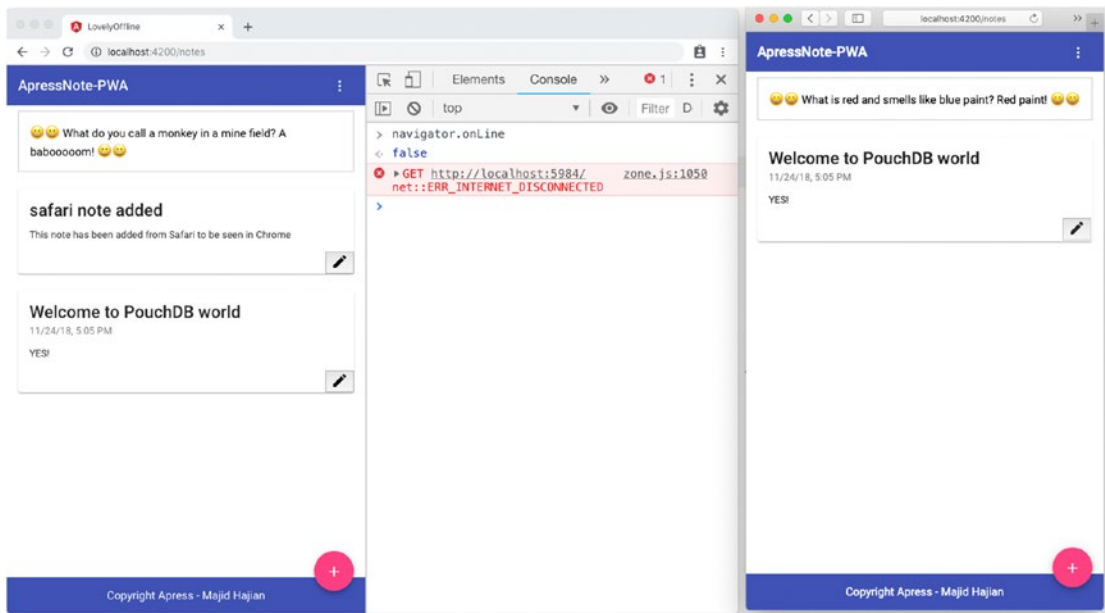 LovelyOffline
localhost:4200/notes
ApressNote-PWA
😀😀 What do you call a monkey in a mine field? A
babooooom! 😀😀
safari note added
This note has been added from Safari to be seen in Chrome
Welcome to PouchDB world
11/24/18, 5:05 PM
YES!
Copyright Apress - Majid Hajian
Elements Console » 1
top Filter D
> navigator.onLine
false
GET http://localhost:5984/ zone.js:1050
net::ERR_INTERNET_DISCONNECTED
>
localhost:4200/notes
ApressNote-PWA
😀😀 What is red and smells like blue paint? Red paint! 😀😀
Welcome to PouchDB world
11/24/18, 5:05 PM
YES!
Copyright Apress - Majid Hajian